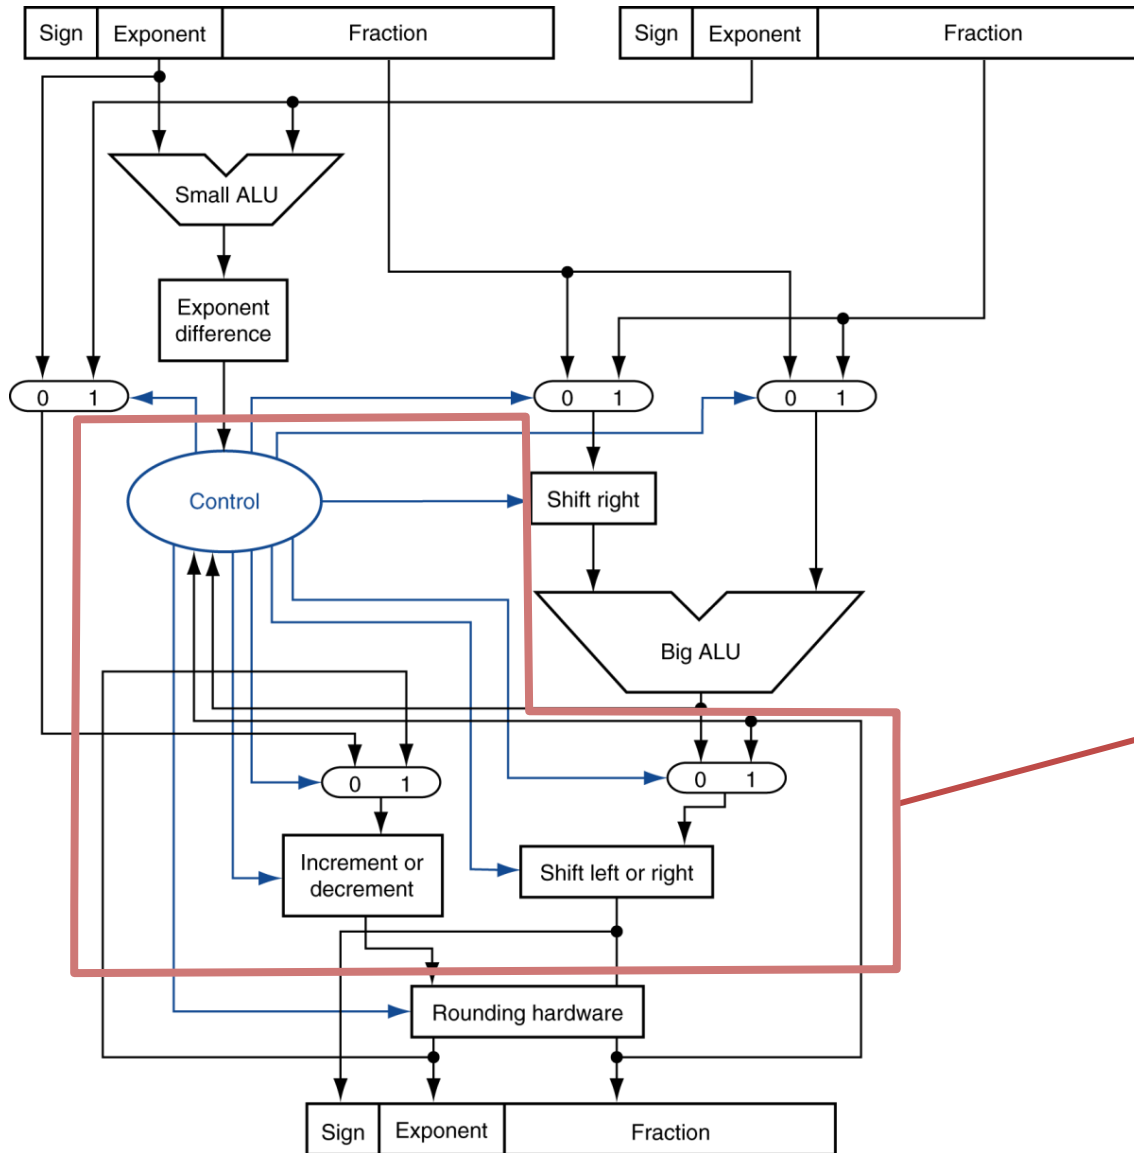 Sign Exponent Fraction Sign Exponent Fraction
Small ALU
Exponent
difference
0 1 0 1 0 1
Control
Shift right
Big ALU
0 1 0 1
Increment or
decrement
Shift left or right
Rounding hardware
Sign Exponent Fraction